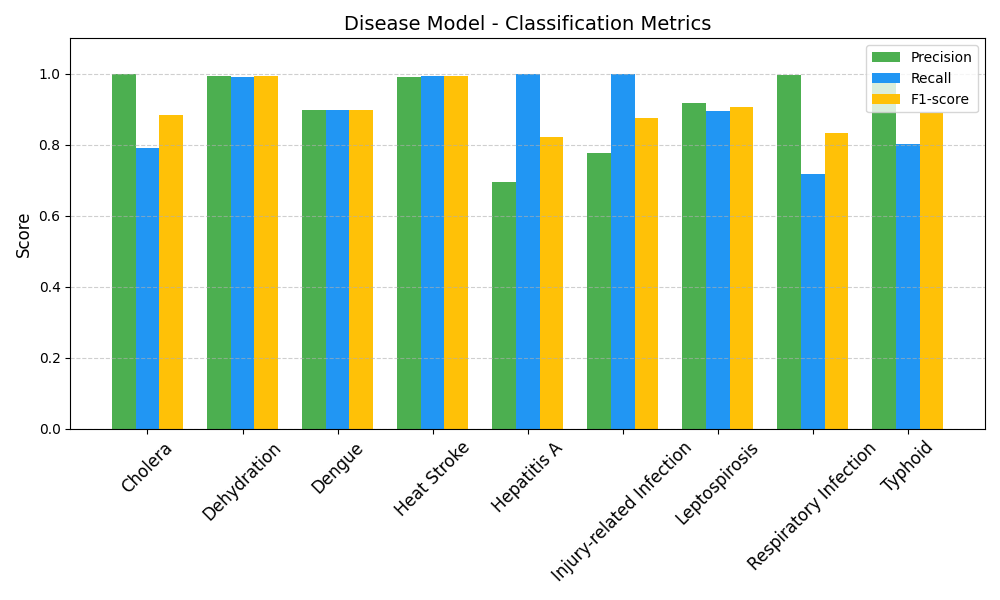 Disease Model - Classification Metrics
Precision
Recall
F1-score
Score
1.0
0.8
0.6
0.4
0.2
0.0
Cholera
Dehydration
Dengue
Heat Stroke
Hepatitis A
Injury-related Infection
Leptospirosis
Respiratory Infection
Typhoid